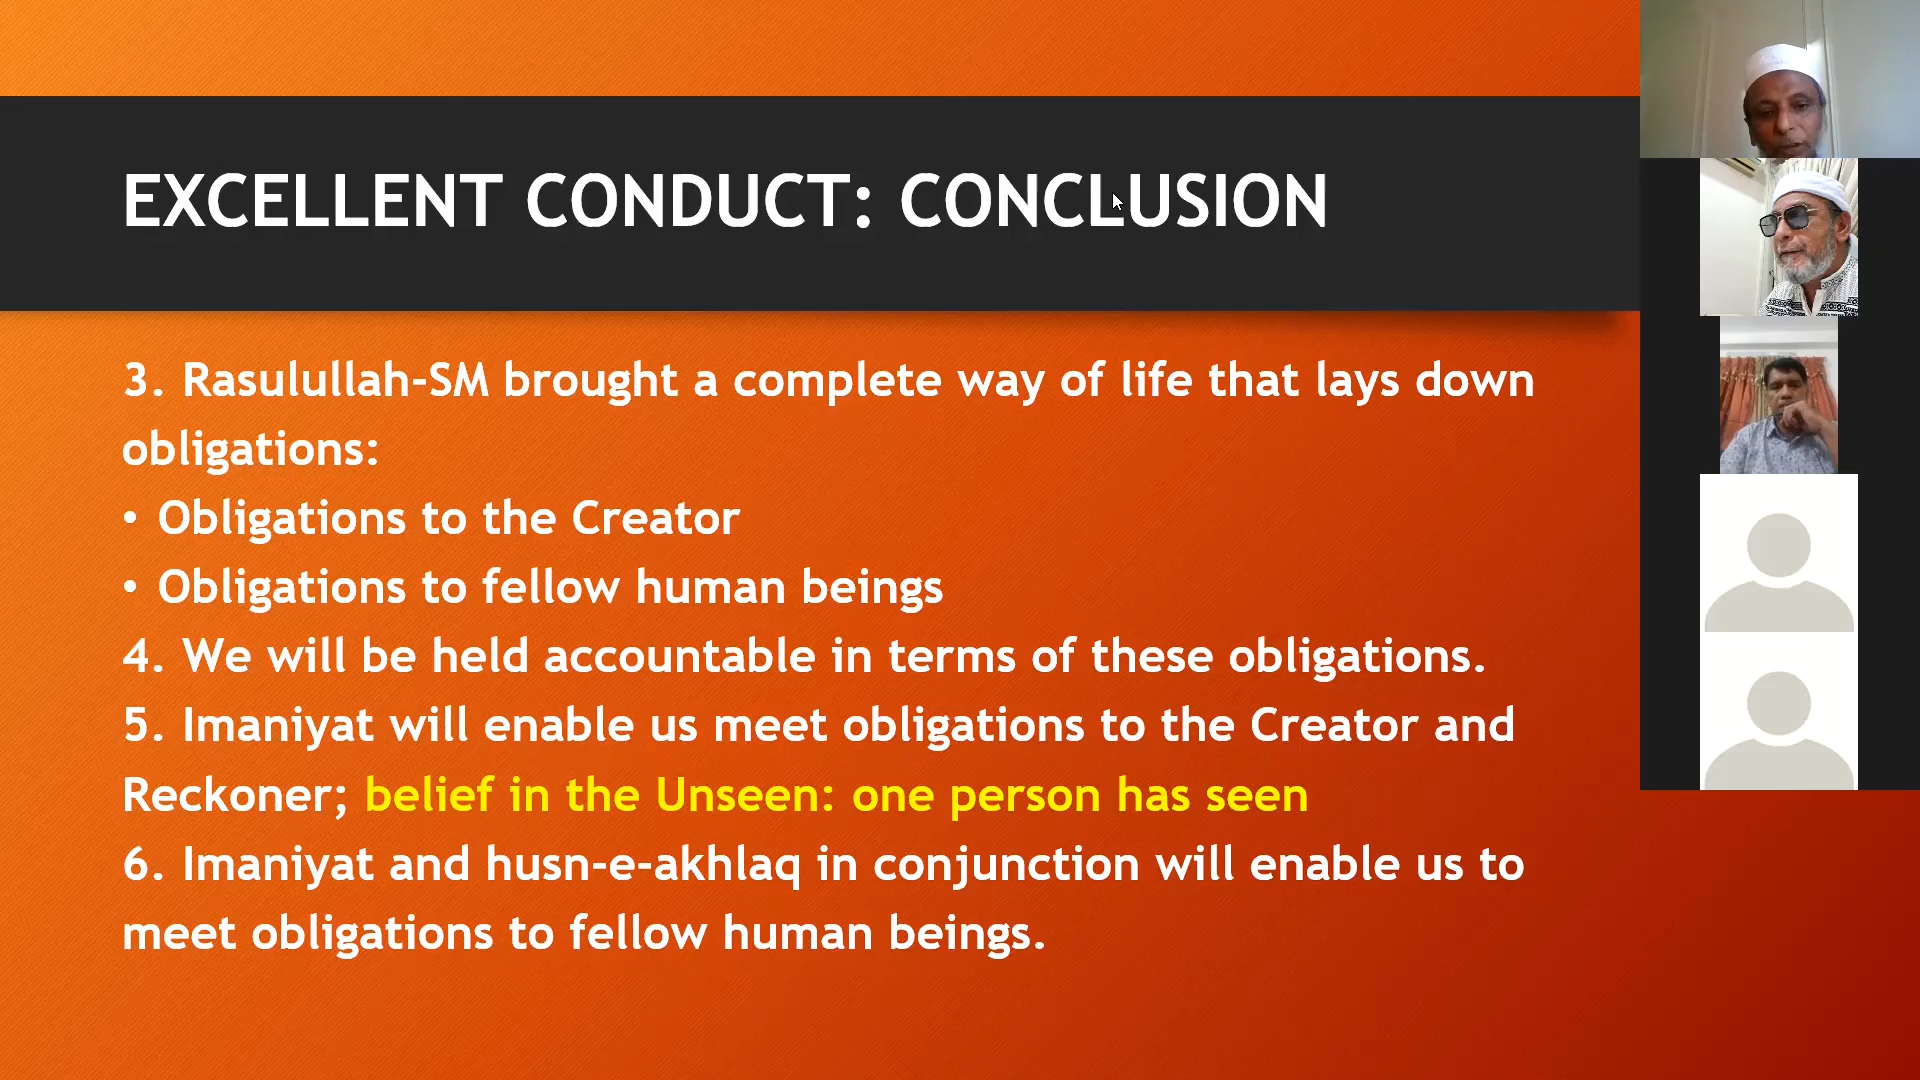 EXCELLENT CONDUCT: CONCLUSION
3. Rasulullah-SM brought a complete way of life that lays down
obligations:
• Obligations to the Creator
• Obligations to fellow human beings
4. We will be held accountable in terms of these obligations.
5. Imaniyat will enable us meet obligations to the Creator and
Reckoner; belief in the Unseen: one person has seen
6. Imaniyat and husn-e-akhlaq in conjunction will enable us to
meet obligations to fellow human beings.